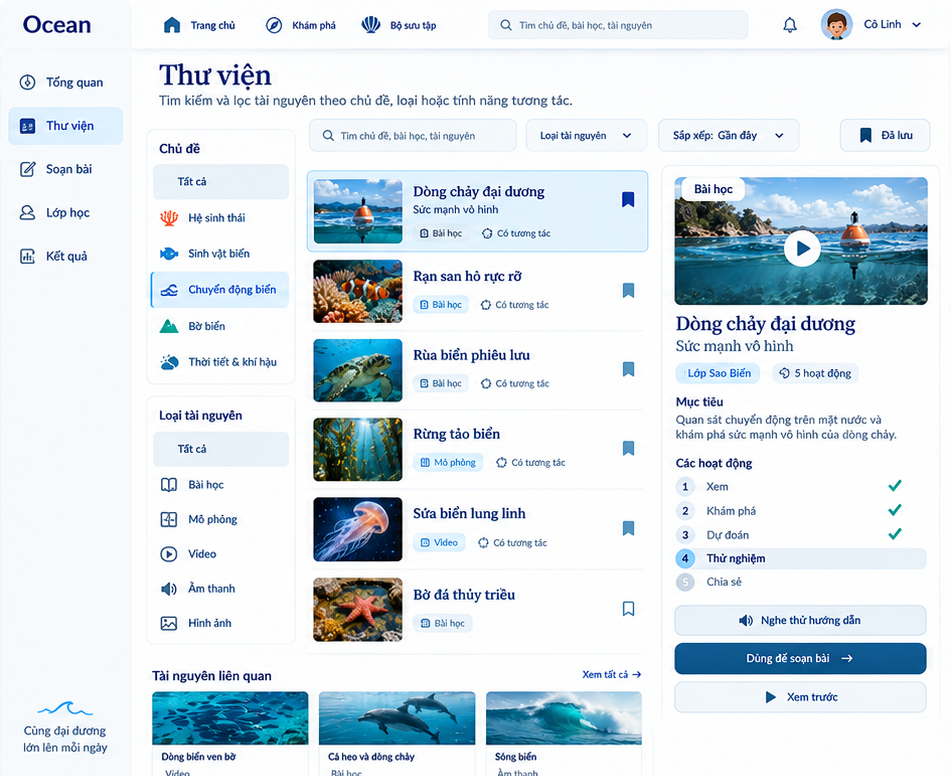 Ocean
Trang chủ
Khám phá
Bộ sưu tập
Tìm chủ đề, bài học, tài nguyên
Cô Linh
Tổng quan
Thư viện
Soạn bài
Lớp học
Kết quả
Cùng đại dương
lớn lên mỗi ngày
Thư viện
Tìm kiếm và lọc tài nguyên theo chủ đề, loại hoặc tính năng tương tác.
Chủ đề
Tất cả
Hệ sinh thái
Sinh vật biển
Chuyển động biển
Bờ biển
Thời tiết & khí hậu
Loại tài nguyên
Tất cả
Bài học
Mô phỏng
Video
Âm thanh
Hình ảnh
Tìm chủ đề, bài học, tài nguyên
Loại tài nguyên
Sắp xếp: Gần đây
Đã lưu
Dòng chảy đại dương
Sức mạnh vô hình
Bài học
Có tương tác
Rạn san hô rực rỡ
Bài học
Có tương tác
Rùa biển phiêu lưu
Bài học
Có tương tác
Rừng tảo biển
Mô phỏng
Có tương tác
Sứa biển lung linh
Video
Có tương tác
Bờ đá thủy triều
Bài học
Tài nguyên liên quan
Xem tất cả →
Dòng biển ven bờ
Video
Cá heo và dòng chảy
Bài học
Sóng biển
Âm thanh
Bài học
Dòng chảy đại dương
Sức mạnh vô hình
Lớp Sao Biển
5 hoạt động
Mục tiêu
Quan sát chuyển động trên mặt nước và
khám phá sức mạnh vô hình của dòng chảy.
Các hoạt động
1 Xem
2 Khám phá
3 Dự đoán
4 Thử nghiệm
5 Chia sẻ
Nghe thử hướng dẫn
Dùng để soạn bài →
Xem trước